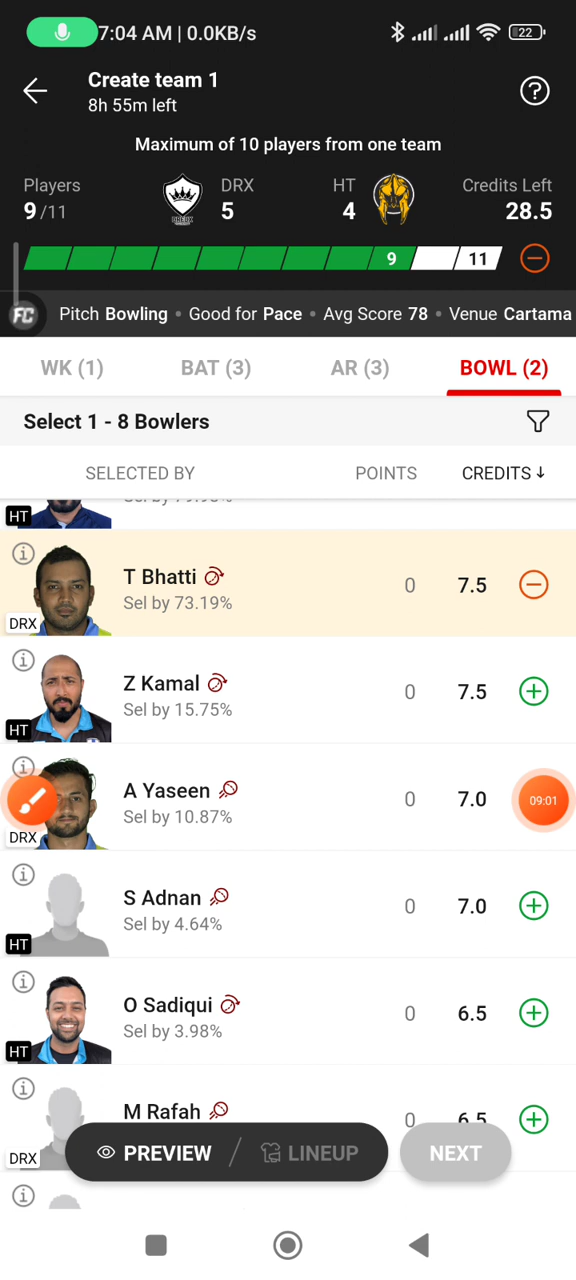 7:04 AM | 0.0KB/s
22
Create team 1
8h 55m left
?
Maximum of 10 players from one team
Players
9/11
DRX
5
HT
4
Credits Left
28.5
9
11
FC
Pitch Bowling • Good for Pace • Avg Score 78 • Venue Cartama
WK (1)
BAT (3)
AR (3)
BOWL (2)
Select 1 - 8 Bowlers
SELECTED BY
POINTS
CREDITS ↓
HT
T Bhatti
Sel by 73.19%
0
7.5
DRX
Z Kamal
Sel by 15.75%
0
7.5
HT
A Yaseen
Sel by 10.87%
0
7.0
09:01
DRX
S Adnan
Sel by 4.64%
0
7.0
HT
O Sadiqui
Sel by 3.98%
0
6.5
HT
M Rafah
0
6.5
DRX
PREVIEW / LINEUP
NEXT